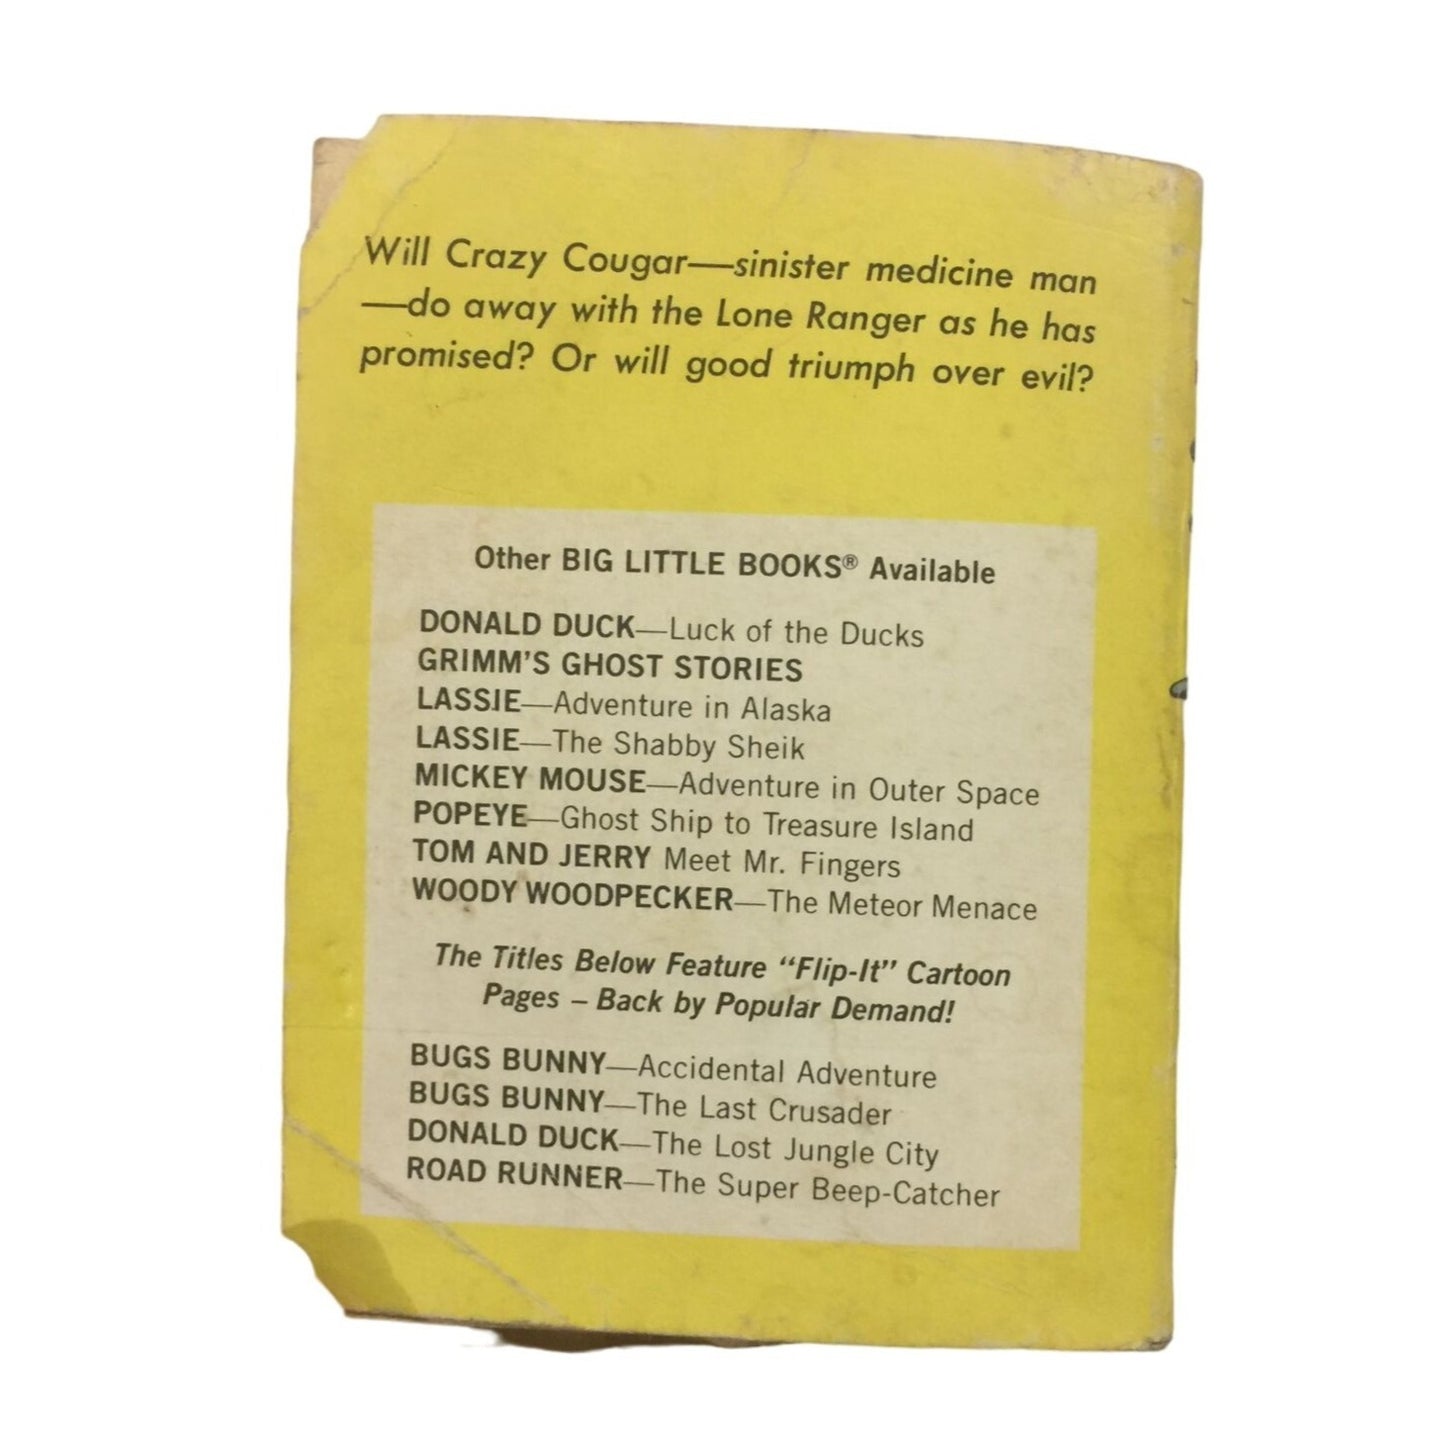 Will Crazy Cougar—sinister medicine man
—do away with the Lone Ranger as he has
promised? Or will good triumph over evil?
Other BIG LITTLE BOOKS® Available
DONALD DUCK—Luck of the Ducks
GRIMM'S GHOST STORIES
LASSIE—Adventure in Alaska
LASSIE—The Shabby Sheik
MICKEY MOUSE—Adventure in Outer Space
POPEYE—Ghost Ship to Treasure Island
TOM AND JERRY Meet Mr. Fingers
WOODY WOODPECKER—The Meteor Menace
The Titles Below Feature "Flip-It" Cartoon
Pages – Back by Popular Demand!
BUGS BUNNY—Accidental Adventure
BUGS BUNNY—The Last Crusader
DONALD DUCK—The Lost Jungle City
ROAD RUNNER—The Super Beep-Catcher